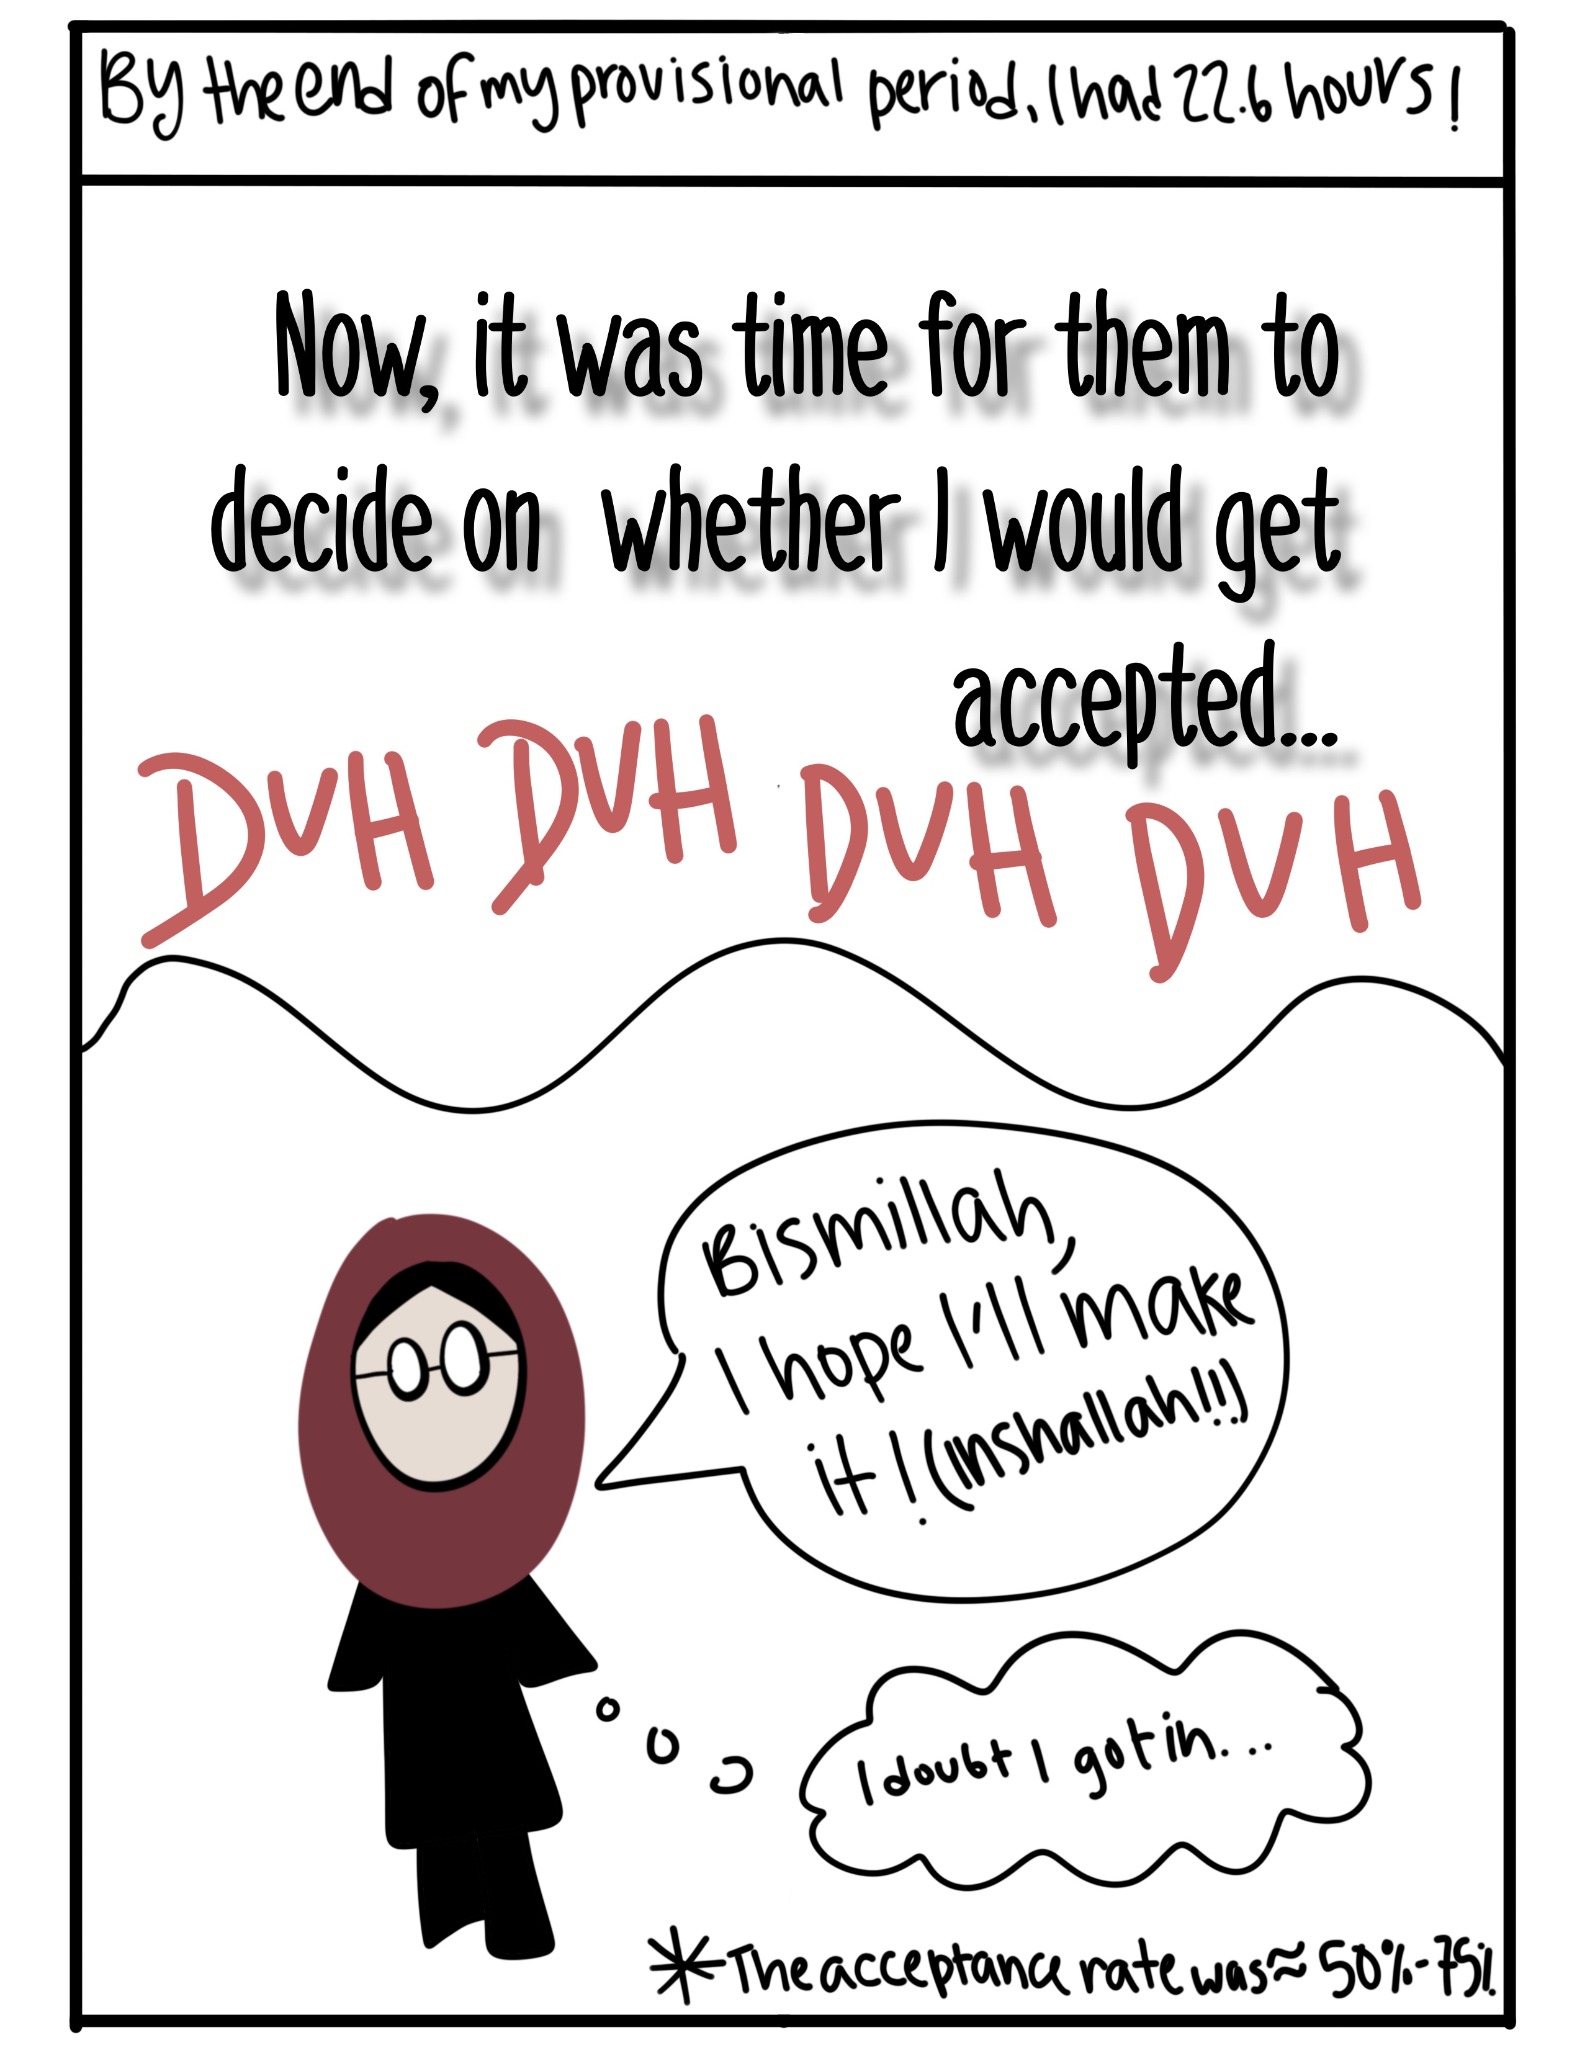 By the end of my provisional period, I had 22.6 hours!
Now, it was time for them to
decide on whether I would get
accepted...
DUH DUH DUH DUH
Bismillah,
I hope I'll make
it! (inshallah!!)
I doubt I got in...
*The acceptance rate was ≈ 50%-75%